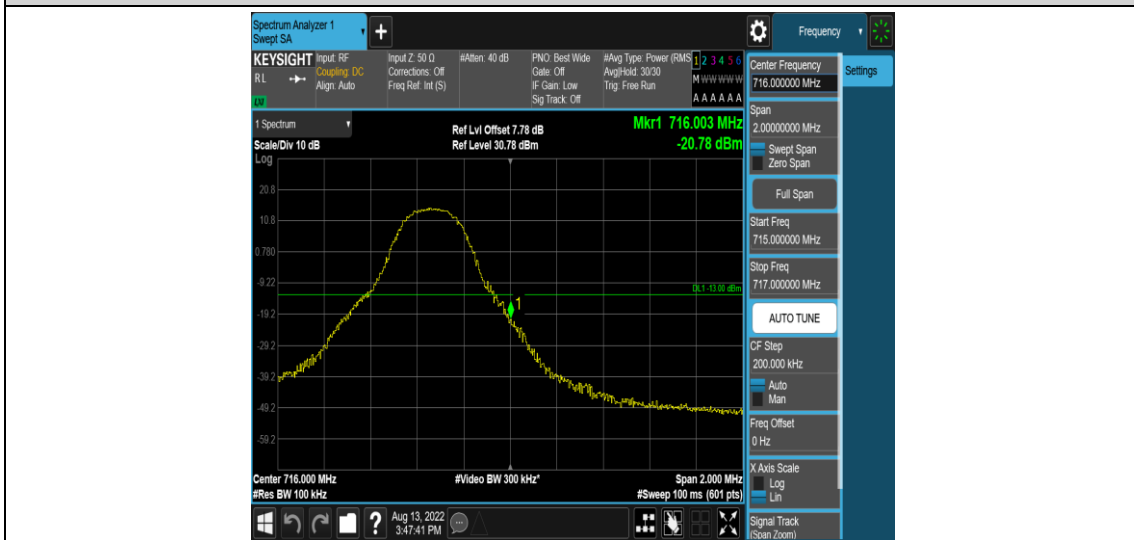 Spectrum Analyzer 1
Swept SA
+
Frequency
KEYSIGHT
RL
LXI
Input: RF
Coupling: DC
Align: Auto
Input Z: 50 Ω
Corrections: Off
Freq Ref: Int (S)
#Atten: 40 dB
PNO: Best Wide
Gate: Off
IF Gain: Low
Sig Track: Off
#Avg Type: Power (RMS
Avg|Hold: 30/30
Trig: Free Run
1 2 3 4 5 6
M W W W W W
A A A A A A
1 Spectrum
Scale/Div 10 dB
Log
Ref Lvl Offset 7.78 dB
Ref Level 30.78 dBm
Mkr1 716.003 MHz
-20.78 dBm
20.8
10.8
0.780
-9.22
-19.2
-29.2
-39.2
-49.2
-59.2
DL1 -13.00 dBm
1
Center 716.000 MHz
#Res BW 100 kHz
#Video BW 300 kHz*
Span 2.000 MHz
#Sweep 100 ms (601 pts)
Center Frequency
716.000000 MHz
Settings
Span
2.00000000 MHz
Swept Span
Zero Span
Full Span
Start Freq
715.000000 MHz
Stop Freq
717.000000 MHz
AUTO TUNE
CF Step
200.000 kHz
Auto
Man
Freq Offset
0 Hz
X Axis Scale
Log
Lin
Signal Track
(Span Zoom)
?
Aug 13, 2022
3:47:41 PM